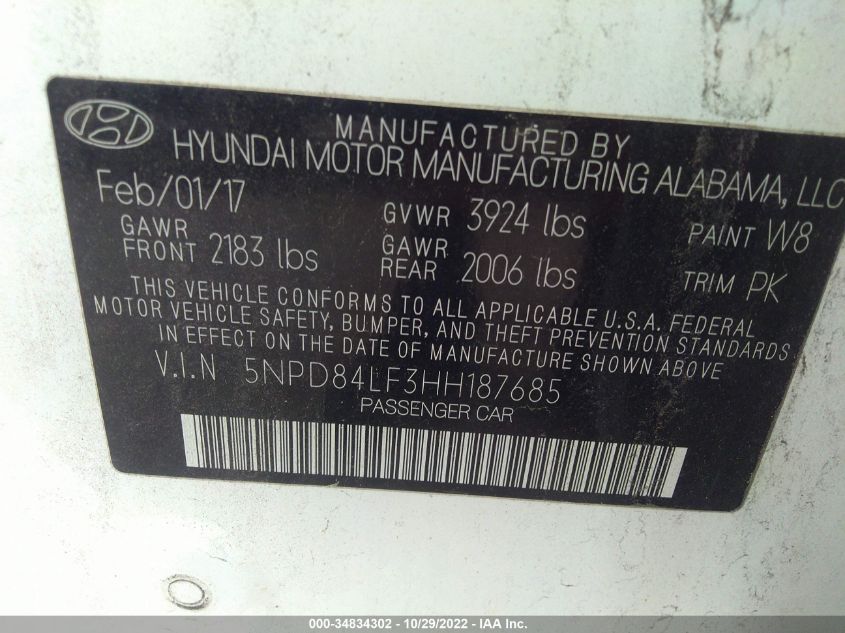 MANUFACTURED BY
HYUNDAI MOTOR MANUFACTURING ALABAMA, LLC
Feb/01/17 GVWR 3924 lbs PAINT W8
GAWR FRONT 2183 lbs GAWR REAR 2006 lbs TRIM PK
THIS VEHICLE CONFORMS TO ALL APPLICABLE U.S.A. FEDERAL
MOTOR VEHICLE SAFETY, BUMPER, AND THEFT PREVENTION STANDARDS
IN EFFECT ON THE DATE OF MANUFACTURE SHOWN ABOVE
V.I.N 5NPD84LF3HH187685
PASSENGER CAR
000-34834302 - 10/29/2022 - IAA Inc.